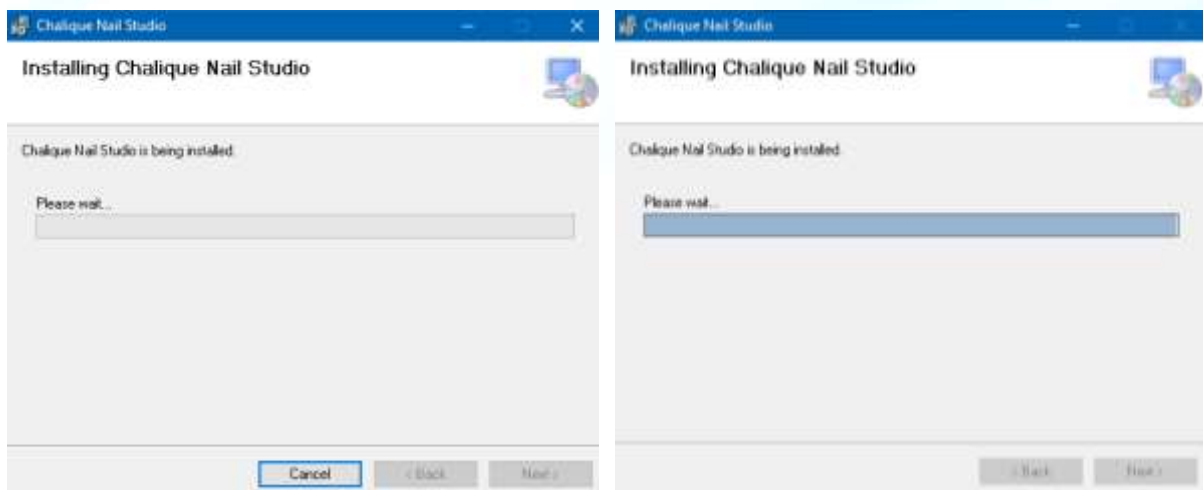 Chalique Nail Studio
Installing Chalique Nail Studio
Chalique Nail Studio is being installed.
Please wait...
Cancel
< Back
Next >
Chalique Nail Studio
Installing Chalique Nail Studio
Chalique Nail Studio is being installed.
Please wait...
< Back
Next >